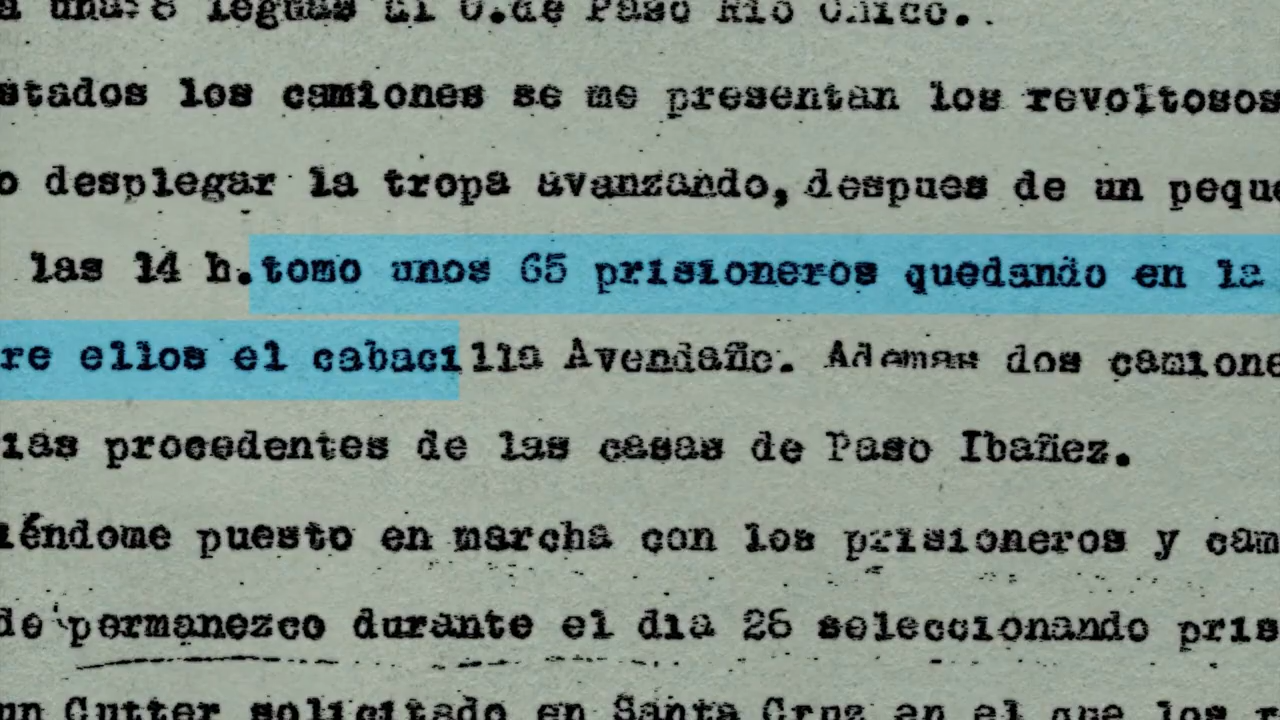 a unas 8 leguas al O.de Paso Rio Chico..
stados los camiones se me presentan los revoltosos
o desplegar la tropa avanzando, despues de un peque
las 14 h.tomo unos 65 prisioneros quedando en la
re ellos el cabacilla Avendaño. Ademas dos camione
ias procedentes de las casas de Paso Ibañez.
iéndome puesto en marcha con los prisioneros y cam
de permanezco durante el dia 26 seleccionando pris
un Cutter solicitado en Santa Cruz en el que los r